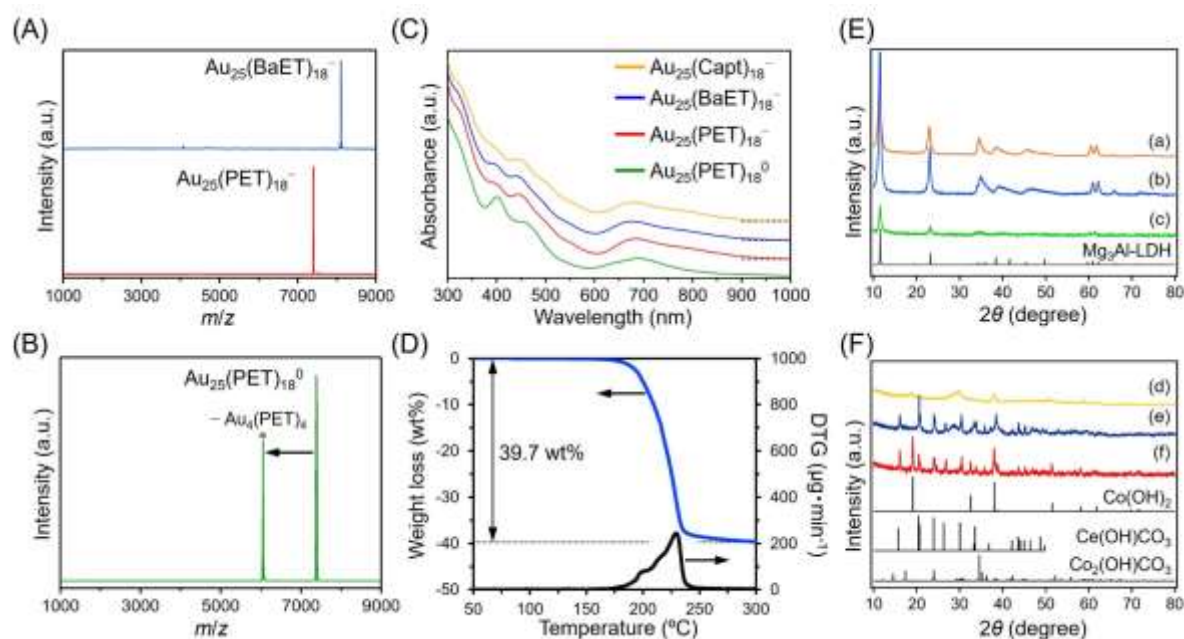 (A)
Au₂₅(BaET)₁₈⁻
Au₂₅(PET)₁₈⁻
Intensity (a.u.)
1000 3000 5000 7000 9000
m/z
(B)
Au₂₅(PET)₁₈⁰
− Au₄(PET)₄
Intensity (a.u.)
1000 3000 5000 7000 9000
m/z
(C)
Au₂₅(Capt)₁₈⁻
Au₂₅(BaET)₁₈⁻
Au₂₅(PET)₁₈⁻
Au₂₅(PET)₁₈⁰
Absorbance (a.u.)
300 400 500 600 700 800 900 1000
Wavelength (nm)
(D)
0
-10
-20
-30
-40
-50
Weight loss (wt%)
39.7 wt%
1000
800
600
400
200
0
DTG (μg·min⁻¹)
50 100 150 200 250 300
Temperature (ºC)
(E)
(a)
(b)
(c)
Mg₃Al-LDH
Intensity (a.u.)
10 20 30 40 50 60 70 80
2θ (degree)
(F)
(d)
(e)
(f)
Co(OH)₂
Ce(OH)CO₃
Co₂(OH)CO₃
Intensity (a.u.)
10 20 30 40 50 60 70 80
2θ (degree)